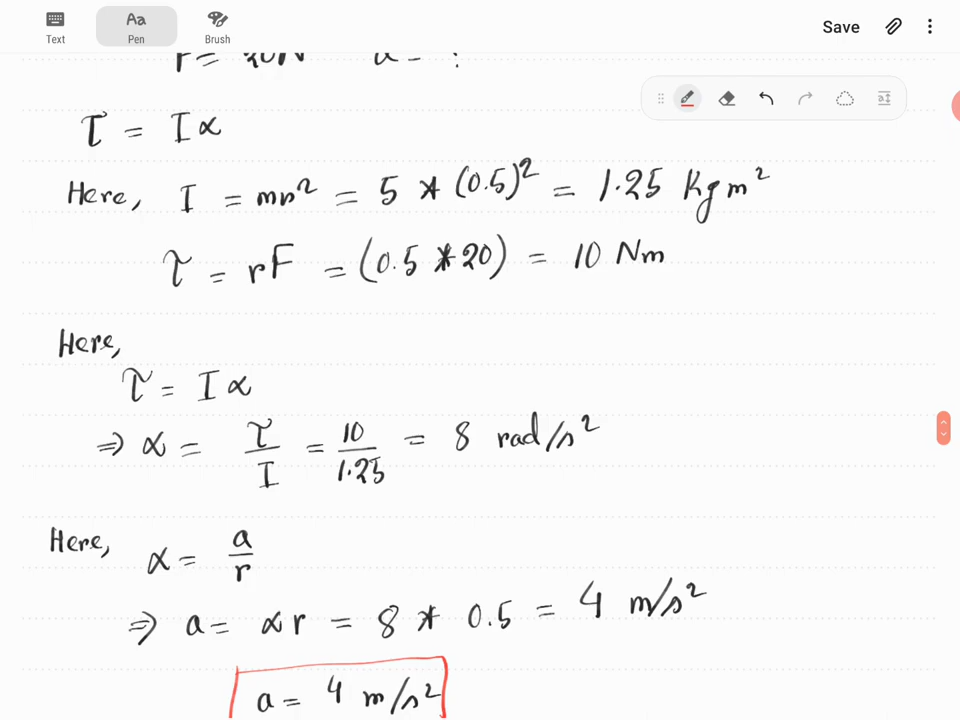 Text Pen Brush Save
F = 20N a = ?
τ = Iα
Here, I = mr² = 5 * (0.5)² = 1.25 Kgm²
τ = rF = (0.5 * 20) = 10 Nm
Here,
τ = Iα
⇒ α = τ/I = 10/1.25 = 8 rad/s²
Here, α = a/r
⇒ a = αr = 8 * 0.5 = 4 m/s²
a = 4 m/s²